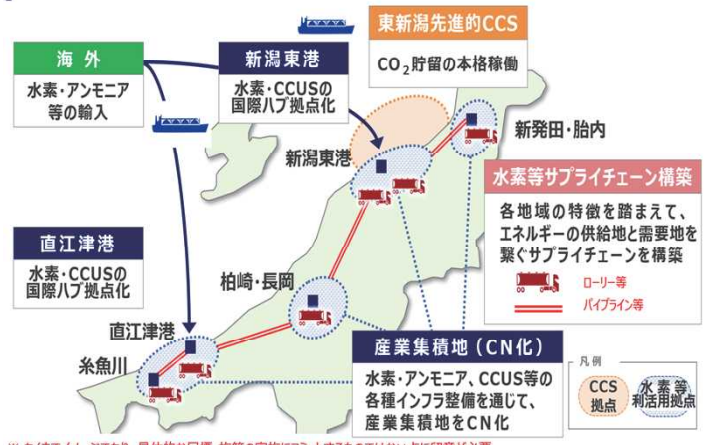 東新潟先進的CCS
CO₂貯留の本格稼働
海外
水素・アンモニア
等の輸入
新潟東港
水素・CCUSの
国際ハブ拠点化
新発田・胎内
新潟東港
水素等サプライチェーン構築
各地域の特徴を踏まえて、
エネルギーの供給地と需要地を
繋ぐサプライチェーンを構築
ローリー等
パイプライン等
直江津港
水素・CCUSの
国際ハブ拠点化
柏崎・長岡
直江津港
糸魚川
産業集積地（CN化）
水素・アンモニア、CCUS等の
各種インフラ整備を通じて、
産業集積地をCN化
凡例
CCS
拠点
水素等
利活用拠点